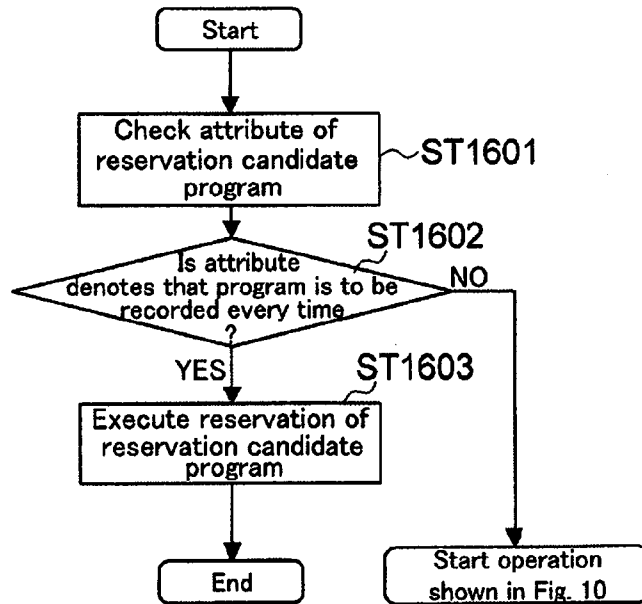 Start
Check attribute of
reservation candidate
program
ST1601
ST1602
Is attribute
denotes that program is to be
recorded every time
?
NO
YES
ST1603
Execute reservation of
reservation candidate
program
End
Start operation
shown in Fig. 10